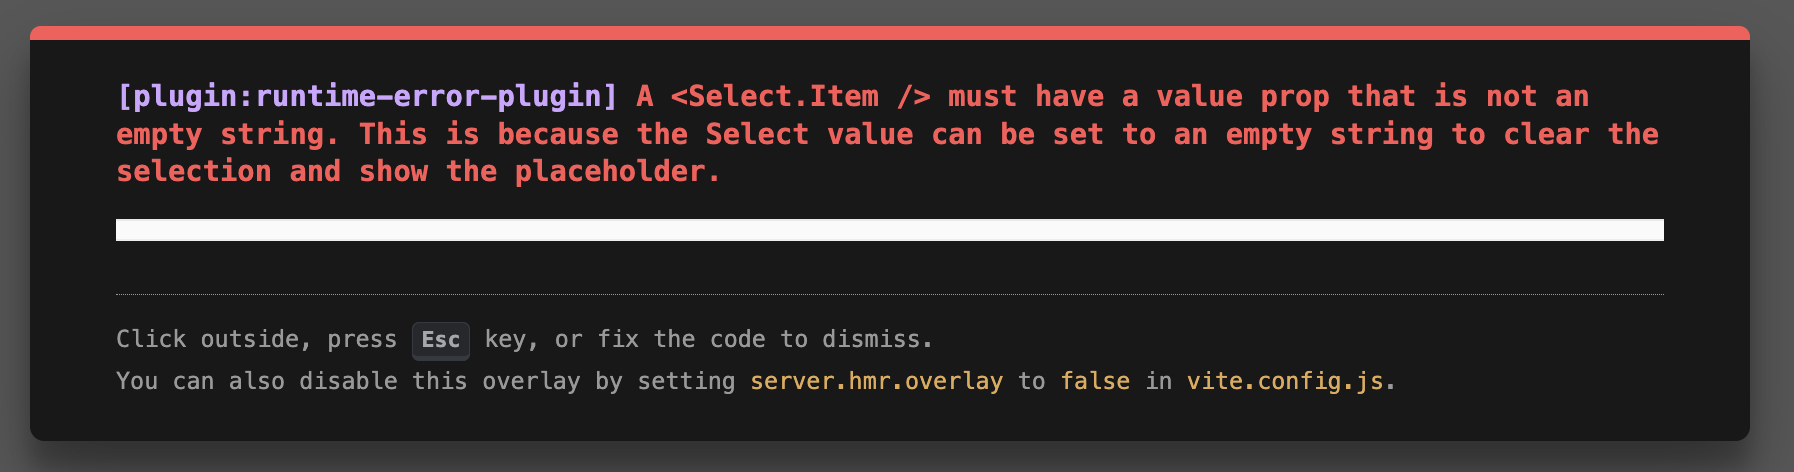 [plugin:runtime-error-plugin] A <Select.Item /> must have a value prop that is not an
empty string. This is because the Select value can be set to an empty string to clear the
selection and show the placeholder.
Click outside, press Esc key, or fix the code to dismiss.
You can also disable this overlay by setting server.hmr.overlay to false in vite.config.js.